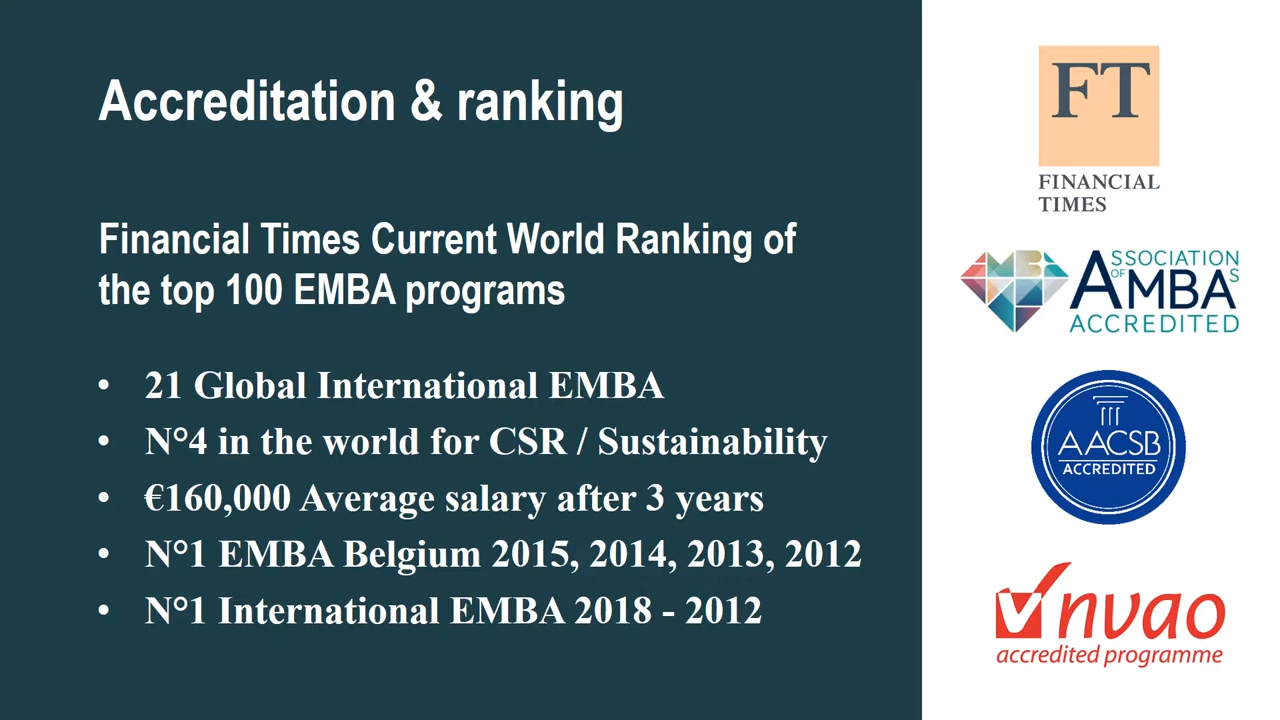 Accreditation & ranking
Financial Times Current World Ranking of
the top 100 EMBA programs
• 21 Global International EMBA
• N°4 in the world for CSR / Sustainability
• €160,000 Average salary after 3 years
• N°1 EMBA Belgium 2015, 2014, 2013, 2012
• N°1 International EMBA 2018 - 2012
FT
FINANCIAL
TIMES
MBA
ASSOCIATION
OF AMBAs
ACCREDITED
AACSB
ACCREDITED
nvao
accredited programme